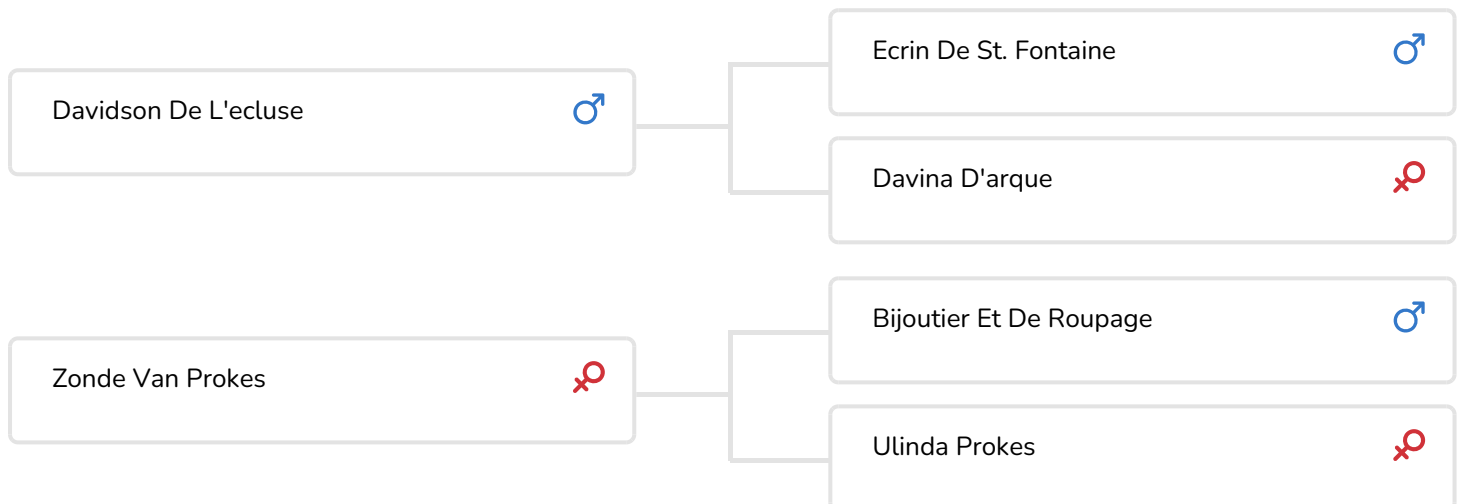 Ecrin De St. Fontaine
Davidson De L'ecluse
Davina D'arque
Bijoutier Et De Roupage
Zonde Van Prokes
Ulinda Prokes